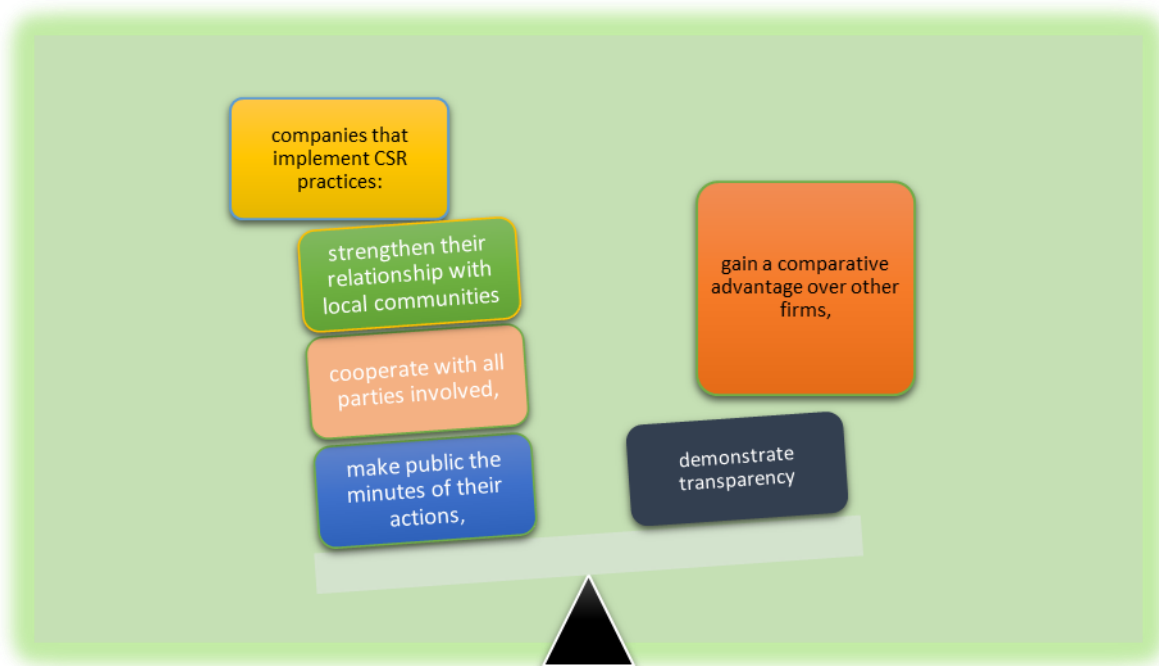 companies that
implement CSR
practices:
strengthen their
relationship with
local communities
cooperate with all
parties involved,
make public the
minutes of their
actions,
gain a comparative
advantage over other
firms,
demonstrate
transparency